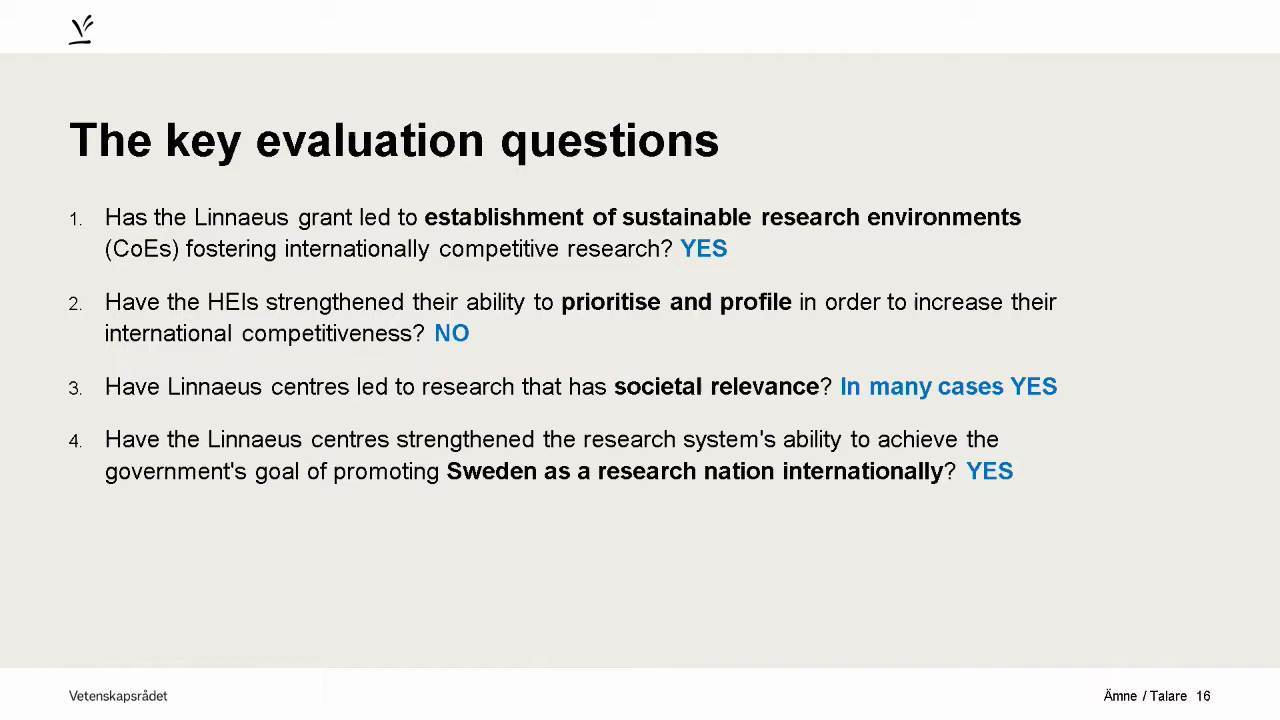 The key evaluation questions
1. Has the Linnaeus grant led to establishment of sustainable research environments
(CoEs) fostering internationally competitive research? YES
2. Have the HEIs strengthened their ability to prioritise and profile in order to increase their
international competitiveness? NO
3. Have Linnaeus centres led to research that has societal relevance? In many cases YES
4. Have the Linnaeus centres strengthened the research system's ability to achieve the
government's goal of promoting Sweden as a research nation internationally? YES
Vetenskapsrådet
Ämne / Talare 16